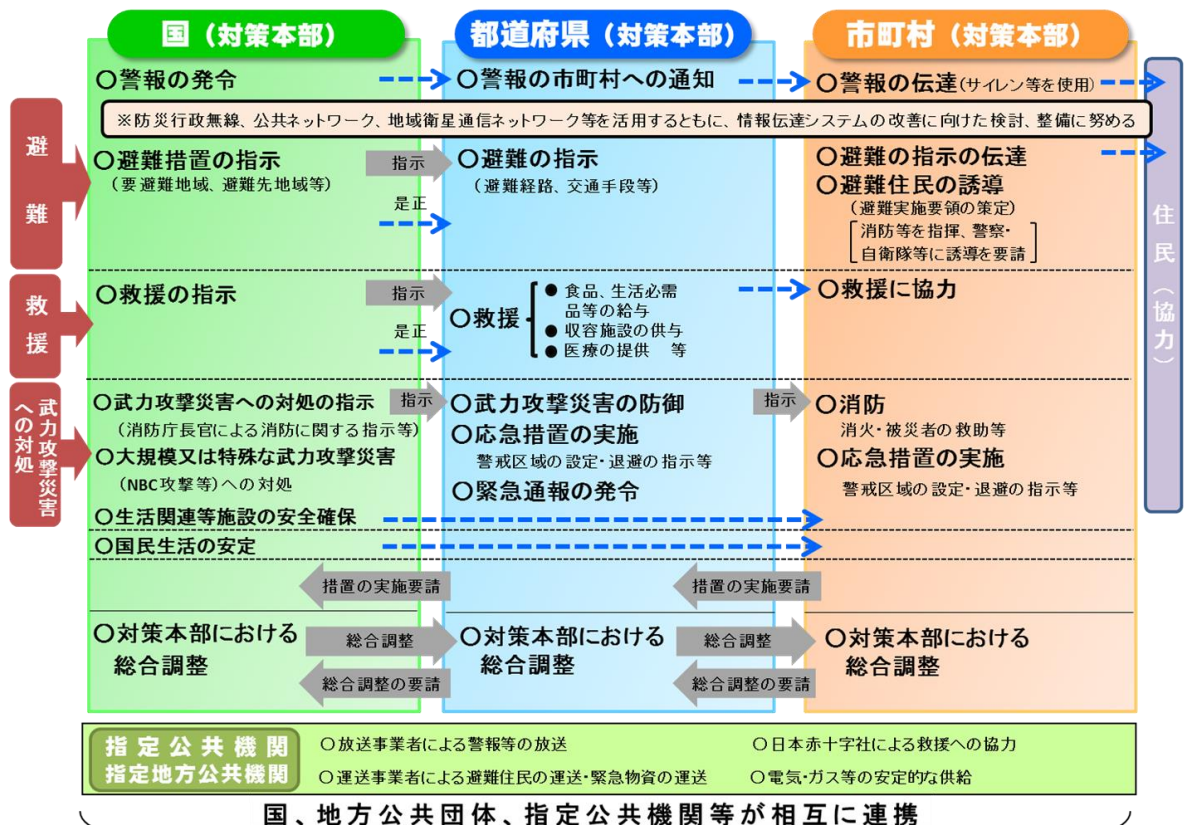 国（対策本部）
都道府県（対策本部）
市町村（対策本部）
避難
〇警報の発令
〇警報の市町村への通知
〇警報の伝達(サイレン等を使用)
※防災行政無線、公共ネットワーク、地域衛星通信ネットワーク等を活用するともに、情報伝達システムの改善に向けた検討、整備に努める
〇避難措置の指示
（要避難地域、避難先地域等）
指示
是正
〇避難の指示
（避難経路、交通手段等）
〇避難の指示の伝達
〇避難住民の誘導
（避難実施要領の策定）
消防等を指揮、警察・
自衛隊等に誘導を要請
住民（協力）
救援
〇救援の指示
指示
是正
〇救援
● 食品、生活必需
品等の給与
● 収容施設の供与
● 医療の提供　等
〇救援に協力
武力攻撃災害
への対処
〇武力攻撃災害への対処の指示
（消防庁長官による消防に関する指示等）
〇大規模又は特殊な武力攻撃災害
（NBC攻撃等）への対処
〇生活関連等施設の安全確保
〇国民生活の安定
指示
〇武力攻撃災害の防御
〇応急措置の実施
警戒区域の設定・退避の指示等
〇緊急通報の発令
指示
〇消防
消火・被災者の救助等
〇応急措置の実施
警戒区域の設定・退避の指示等
措置の実施要請
措置の実施要請
〇対策本部における
総合調整
総合調整
総合調整の要請
〇対策本部における
総合調整
総合調整
総合調整の要請
〇対策本部における
総合調整
指定公共機関
指定地方公共機関
〇放送事業者による警報等の放送
〇日本赤十字社による救援への協力
〇運送事業者による避難住民の運送・緊急物資の運送
〇電気・ガス等の安定的な供給
国、地方公共団体、指定公共機関等が相互に連携